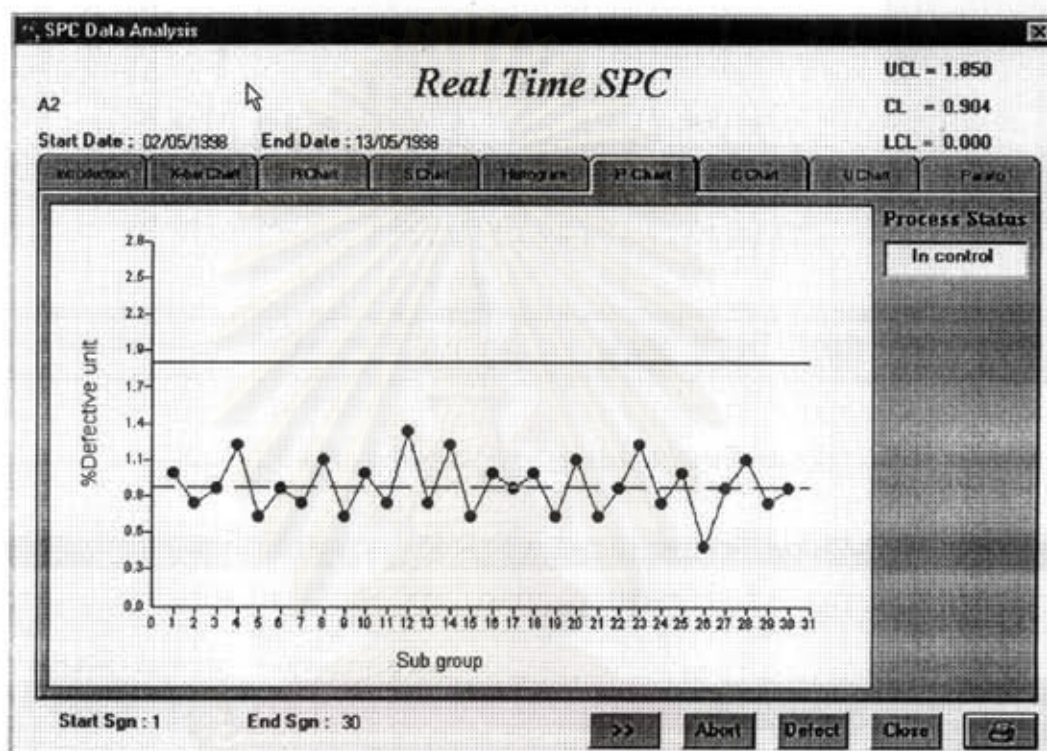 SPC Data Analysis
Real Time SPC
UCL = 1.850
CL = 0.904
LCL = 0.000
A2
Start Date : 02/05/1998 End Date : 13/05/1998
Introduction X-bar Chart R Chart S Chart Histogram P Chart C Chart U Chart Pareto
Process Status
In control
%Defective unit
2.8
2.5
2.2
1.9
1.7
1.4
1.1
0.8
0.5
0.3
0.0
0 1 2 3 4 5 6 7 8 9 10 11 12 13 14 15 16 17 18 19 20 21 22 23 24 25 26 27 28 29 30 31
Sub group
Start Sgn : 1 End Sgn : 30
>> Abort Defect Close